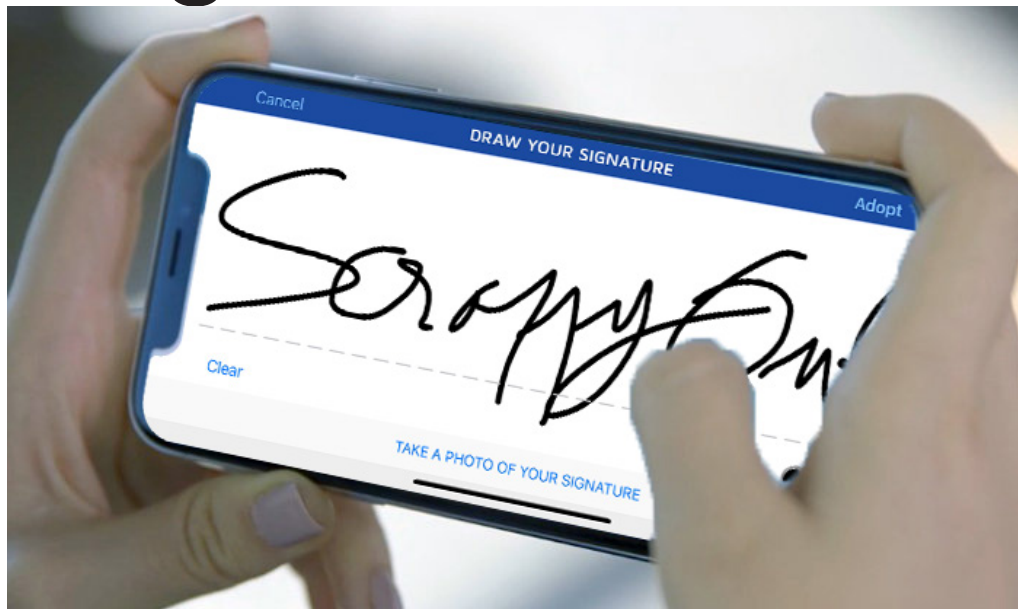 Cancel
DRAW YOUR SIGNATURE
Adopt
Scrappy
Clear
TAKE A PHOTO OF YOUR SIGNATURE